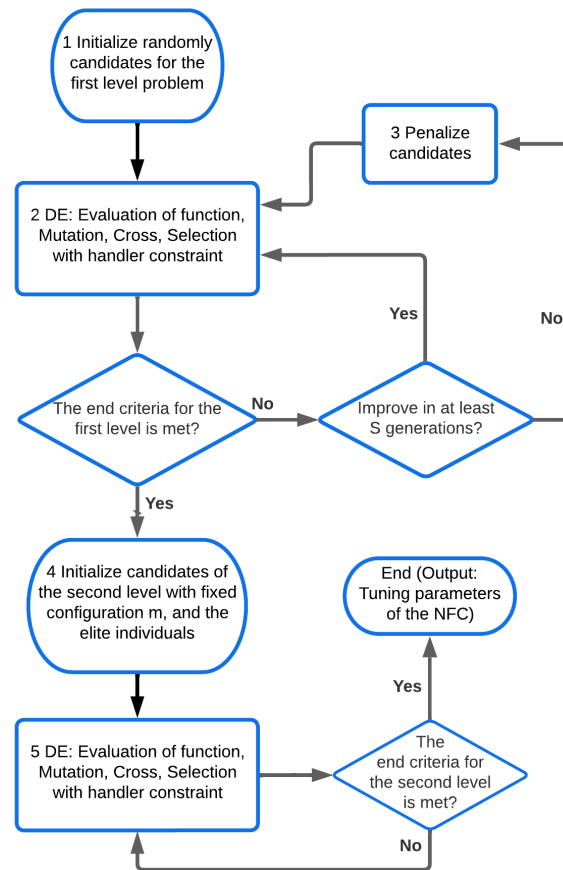 1 Initialize randomly
candidates for the
first level problem
3 Penalize
candidates
2 DE: Evaluation of function,
Mutation, Cross, Selection
with handler constraint
Yes
No
The end criteria for the
first level is met?
No
Improve in at least
S generations?
Yes
4 Initialize candidates of
the second level with fixed
configuration m, and the
elite individuals
End (Output:
Tuning parameters
of the NFC)
Yes
5 DE: Evaluation of function,
Mutation, Cross, Selection
with handler constraint
The
end criteria for
the second level
is met?
No